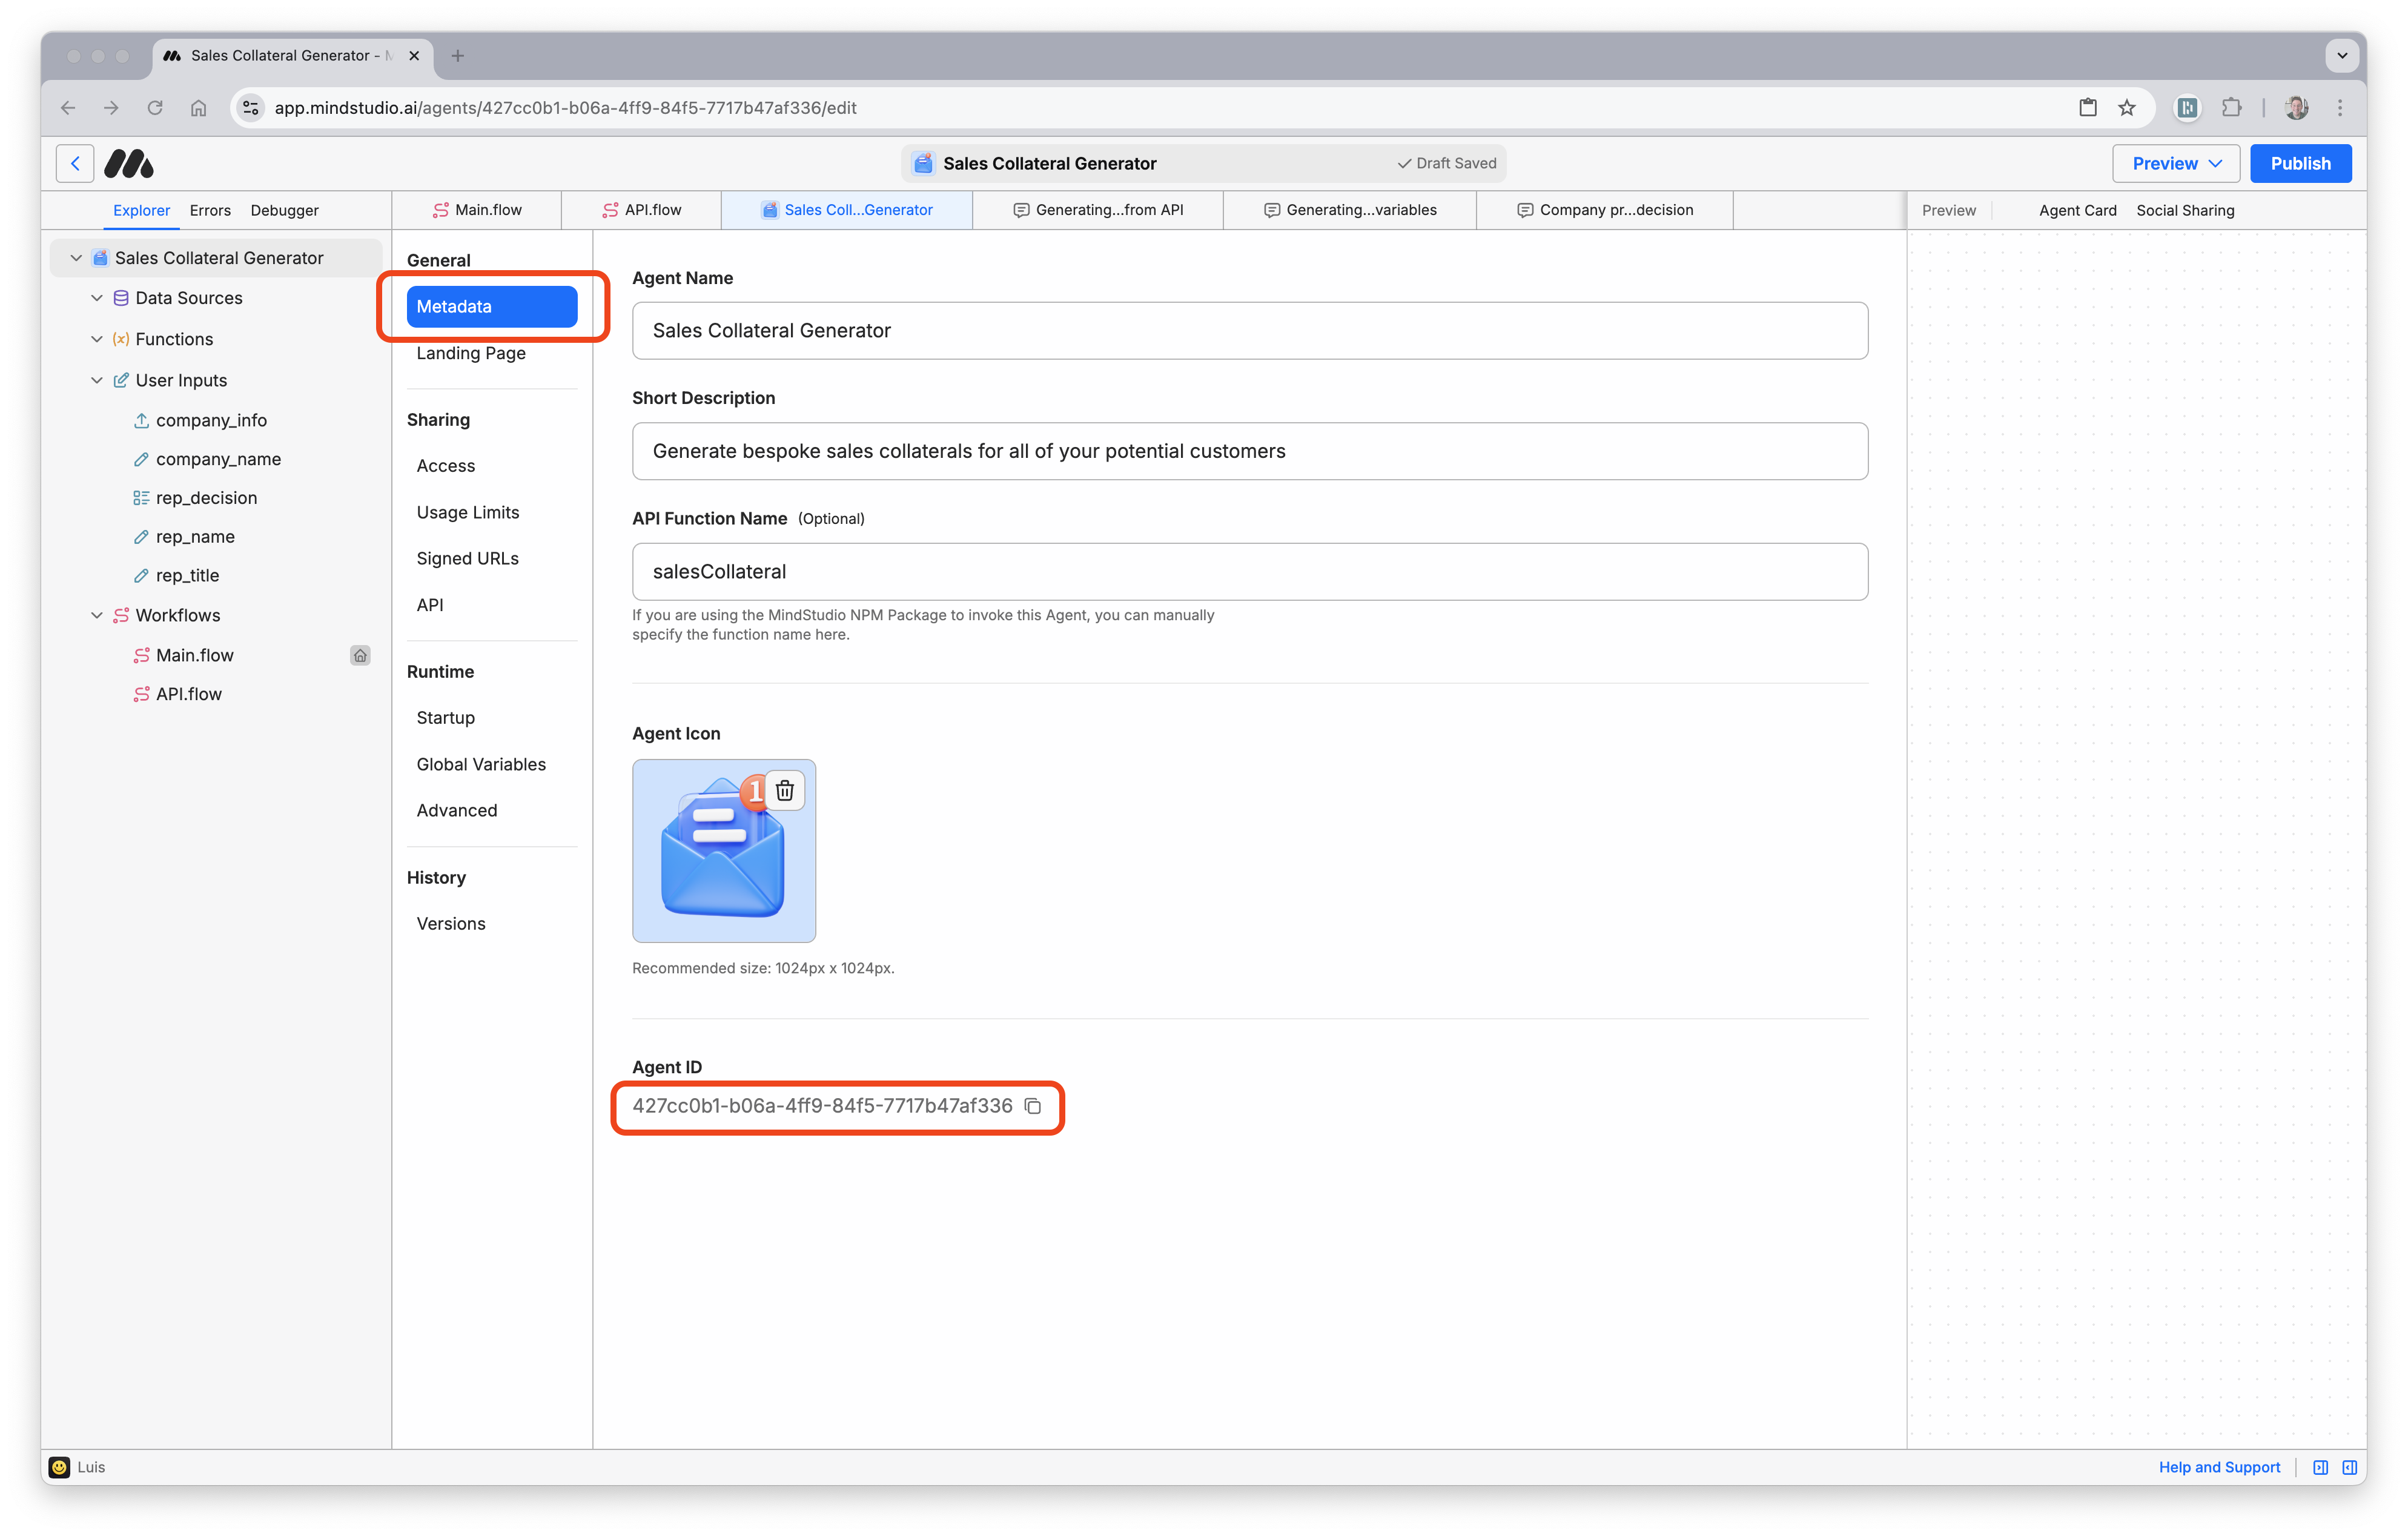 Sales Collateral Generator - M
app.mindstudio.ai/agents/427cc0b1-b06a-4ff9-84f5-7717b47af336/edit
Sales Collateral Generator
Draft Saved
Preview
Publish
Explorer
Errors
Debugger
Main.flow
API.flow
Sales Coll...Generator
Generating...from API
Generating...variables
Company pr...decision
Preview
Agent Card
Social Sharing
Sales Collateral Generator
Data Sources
Functions
User Inputs
company_info
company_name
rep_decision
rep_name
rep_title
Workflows
Main.flow
API.flow
General
Metadata
Landing Page
Sharing
Access
Usage Limits
Signed URLs
API
Runtime
Startup
Global Variables
Advanced
History
Versions
Agent Name
Sales Collateral Generator
Short Description
Generate bespoke sales collaterals for all of your potential customers
API Function Name (Optional)
salesCollateral
If you are using the MindStudio NPM Package to invoke this Agent, you can manually
specify the function name here.
Agent Icon
1
Recommended size: 1024px x 1024px.
Agent ID
427cc0b1-b06a-4ff9-84f5-7717b47af336
Luis
Help and Support